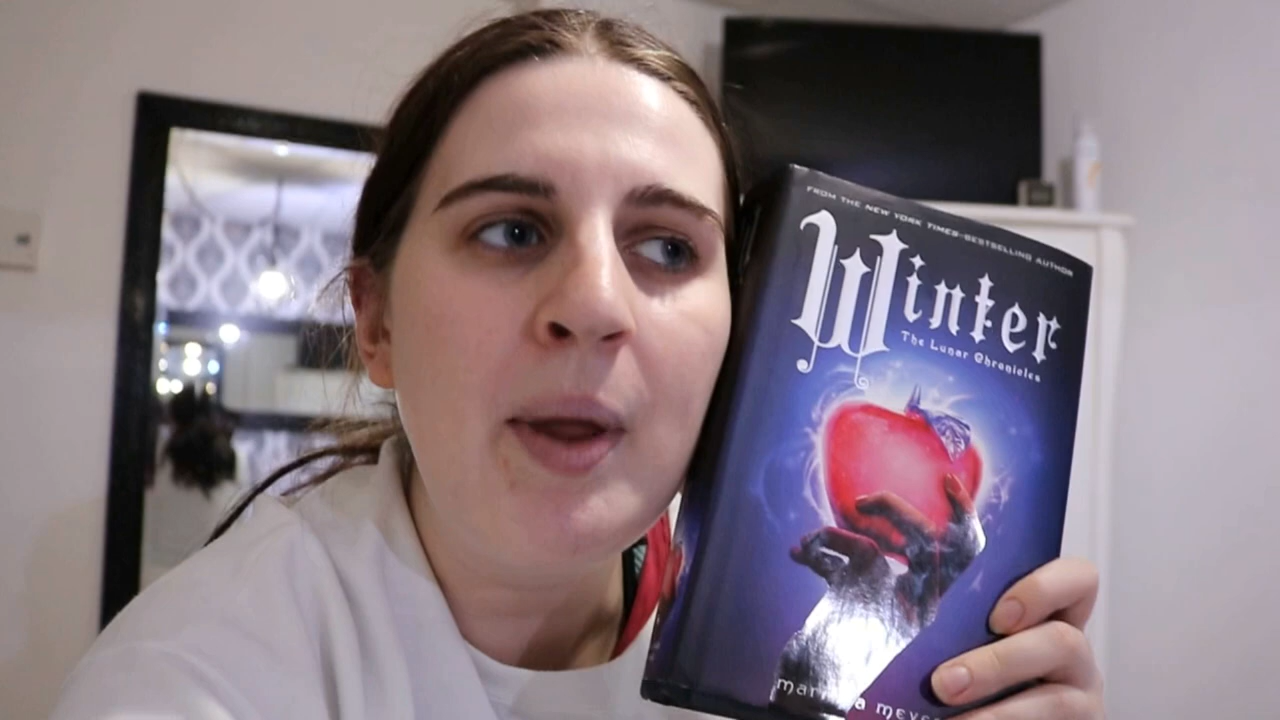 FROM THE NEW YORK TIMES-BESTSELLING AUTHOR
Winter
The Lunar Chronicles